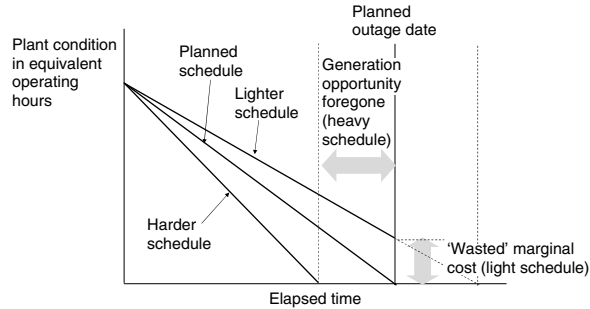 Plant condition
in equivalent
operating
hours
Planned
schedule
Lighter
schedule
Harder
schedule
Planned
outage date
Generation
opportunity
foregone
(heavy
schedule)
'Wasted' marginal
cost (light schedule)
Elapsed time